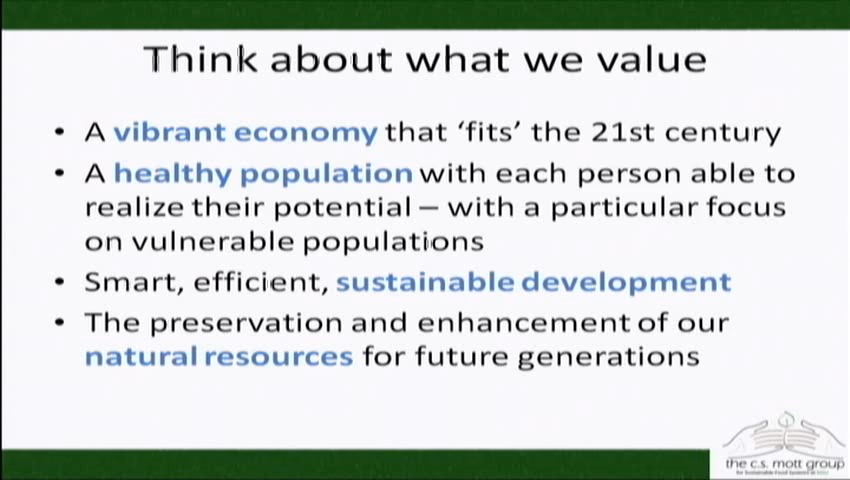 Think about what we value
• A vibrant economy that ‘fits’ the 21st century
• A healthy population with each person able to
realize their potential – with a particular focus
on vulnerable populations
• Smart, efficient, sustainable development
• The preservation and enhancement of our
natural resources for future generations
the c.s. mott group
for Sustainable Food Systems at MSU